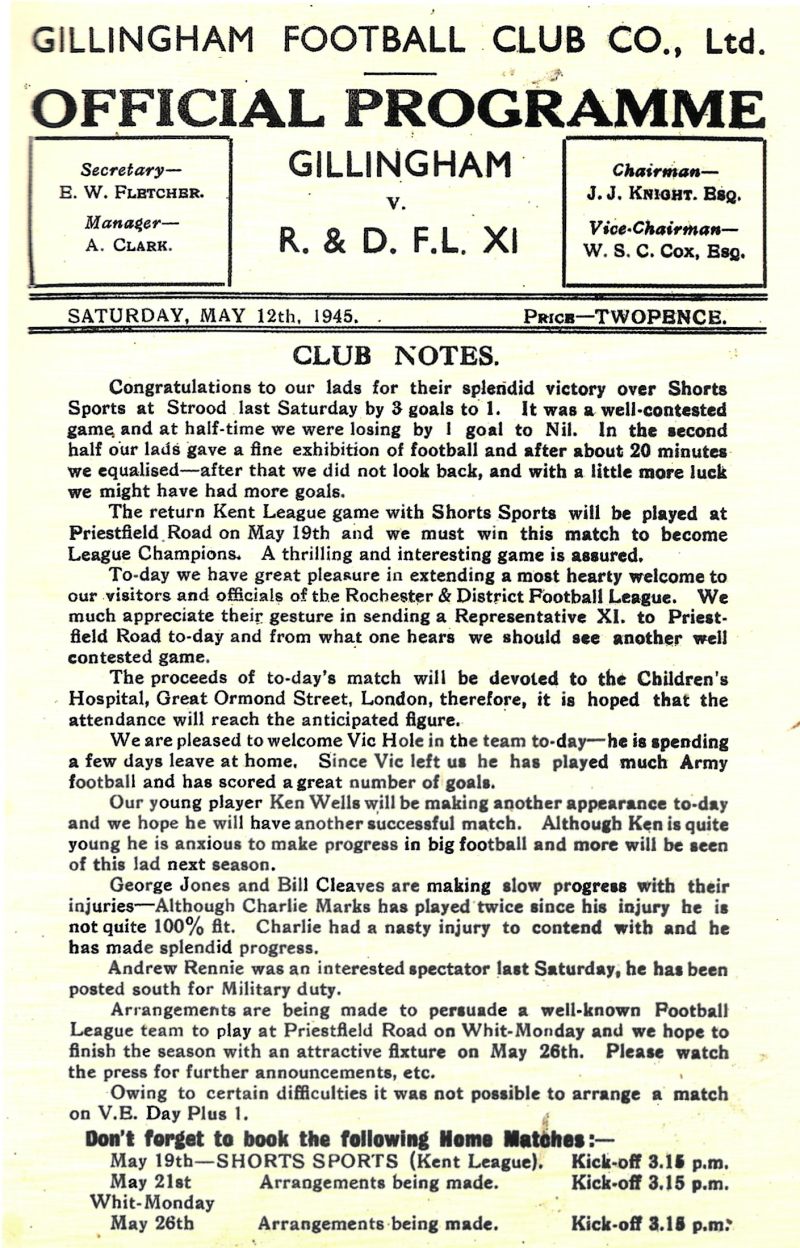 GILLINGHAM FOOTBALL CLUB CO., Ltd.
OFFICIAL PROGRAMME
Secretary—
E. W. FLETCHER.
Manager—
A. CLARK.
GILLINGHAM
v.
R. & D. F.L. XI
Chairman—
J. J. KNIGHT. ESQ.
Vice-Chairman—
W. S. C. COX, ESQ.
SATURDAY, MAY 12th, 1945.
PRICE—TWOPENCE.
CLUB NOTES.
Congratulations to our lads for their splendid victory over Shorts
Sports at Strood last Saturday by 3 goals to 1. It was a well-contested
game, and at half-time we were losing by 1 goal to Nil. In the second
half our lads gave a fine exhibition of football and after about 20 minutes
we equalised—after that we did not look back, and with a little more luck
we might have had more goals.
The return Kent League game with Shorts Sports will be played at
Priestfield Road on May 19th and we must win this match to become
League Champions. A thrilling and interesting game is assured.
To-day we have great pleasure in extending a most hearty welcome to
our visitors and officials of the Rochester & District Football League. We
much appreciate their gesture in sending a Representative XI. to Priest-
field Road to-day and from what one hears we should see another well
contested game.
The proceeds of to-day's match will be devoted to the Children's
Hospital, Great Ormond Street, London, therefore, it is hoped that the
attendance will reach the anticipated figure.
We are pleased to welcome Vic Hole in the team to-day—he is spending
a few days leave at home. Since Vic left us he has played much Army
football and has scored a great number of goals.
Our young player Ken Wells will be making another appearance to-day
and we hope he will have another successful match. Although Ken is quite
young he is anxious to make progress in big football and more will be seen
of this lad next season.
George Jones and Bill Cleaves are making slow progress with their
injuries—Although Charlie Marks has played twice since his injury he is
not quite 100% fit. Charlie had a nasty injury to contend with and he
has made splendid progress.
Andrew Rennie was an interested spectator last Saturday, he has been
posted south for Military duty.
Arrangements are being made to persuade a well-known Football
League team to play at Priestfield Road on Whit-Monday and we hope to
finish the season with an attractive fixture on May 26th. Please watch
the press for further announcements, etc.
Owing to certain difficulties it was not possible to arrange a match
on V.E. Day Plus 1.
Don't forget to book the following Home Matches:—
May 19th—SHORTS SPORTS (Kent League). Kick-off 3.15 p.m.
May 21st Arrangements being made. Kick-off 3.15 p.m.
Whit-Monday
May 26th Arrangements being made. Kick-off 3.15 p.m.